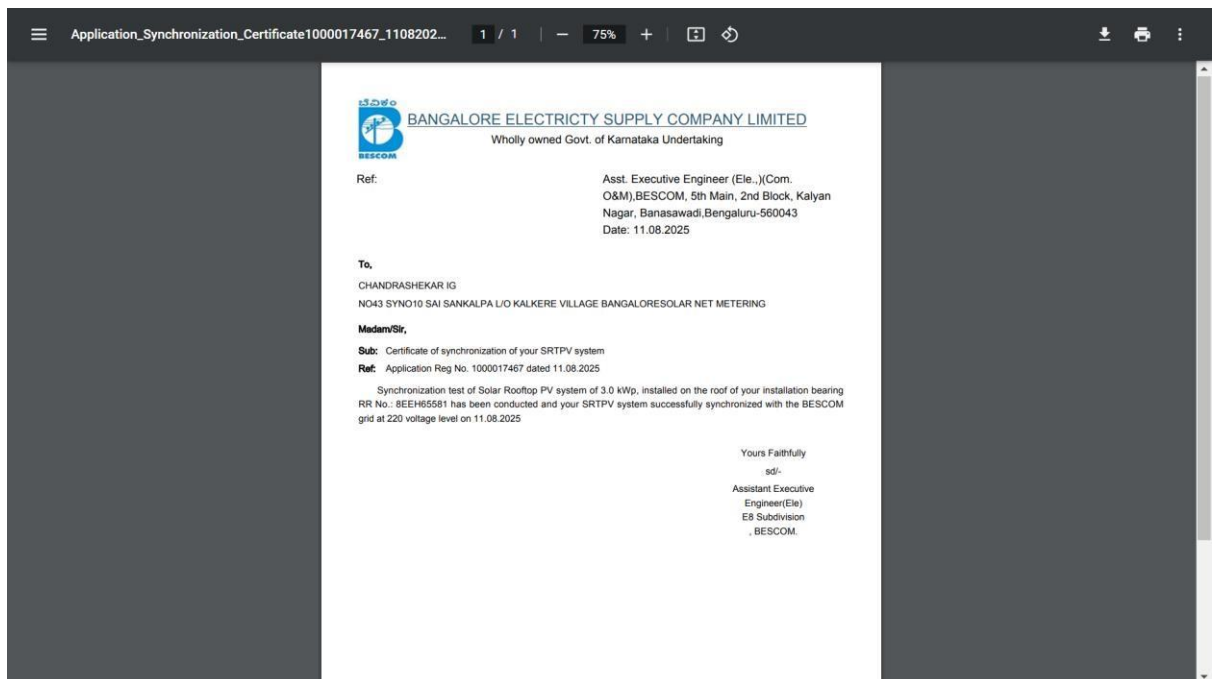 Application_Synchronization_Certificate1000017467_1108202...
1 / 1
75%
ಬೆವಿಕಂ
BESCOM
BANGALORE ELECTRICTY SUPPLY COMPANY LIMITED
Wholly owned Govt. of Karnataka Undertaking
Ref:
Asst. Executive Engineer (Ele.,)(Com.
O&M),BESCOM, 5th Main, 2nd Block, Kalyan
Nagar, Banasawadi,Bengaluru-560043
Date: 11.08.2025
To,
CHANDRASHEKAR IG
NO43 SYNO10 SAI SANKALPA L/O KALKERE VILLAGE BANGALORESOLAR NET METERING
Madam/Sir,
Sub: Certificate of synchronization of your SRTPV system
Ref: Application Reg No. 1000017467 dated 11.08.2025
Synchronization test of Solar Rooftop PV system of 3.0 kWp, installed on the roof of your installation bearing
RR No.: 8EEH65581 has been conducted and your SRTPV system successfully synchronized with the BESCOM
grid at 220 voltage level on 11.08.2025
Yours Faithfully
sd/-
Assistant Executive
Engineer(Ele)
E8 Subdivision
, BESCOM.